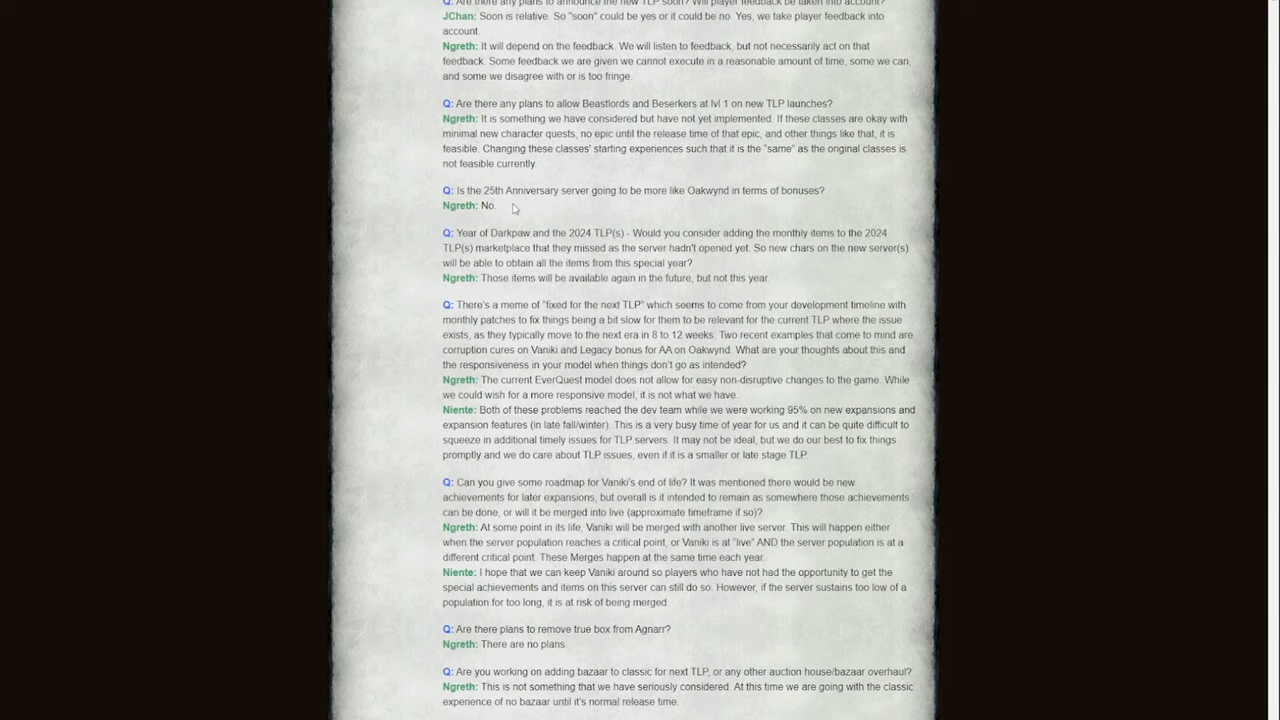 Q: Are there any plans to announce the new TLP soon? Will player feedback be taken into account?
JChan: Soon is relative. So "soon" could be yes or it could be no. Yes, we take player feedback into
account.
Ngreth: It will depend on the feedback. We will listen to feedback, but not necessarily act on that
feedback. Some feedback we are given we cannot execute in a reasonable amount of time, some we can,
and some we disagree with or is too fringe.
Q: Are there any plans to allow Beastlords and Beserkers at lvl 1 on new TLP launches?
Ngreth: It is something we have considered but have not yet implemented. If these classes are okay with
minimal new character quests, no epic until the release time of that epic, and other things like that, it is
feasible. Changing these classes' starting experiences such that it is the "same" as the original classes is
not feasible currently.
Q: Is the 25th Anniversary server going to be more like Oakwynd in terms of bonuses?
Ngreth: No.
Q: Year of Darkpaw and the 2024 TLP(s) - Would you consider adding the monthly items to the 2024
TLP(s) marketplace that they missed as the server hadn't opened yet. So new chars on the new server(s)
will be able to obtain all the items from this special year?
Ngreth: Those items will be available again in the future, but not this year.
Q: There's a meme of "fixed for the next TLP" which seems to come from your development timeline with
monthly patches to fix things being a bit slow for them to be relevant for the current TLP where the issue
exists, as they typically move to the next era in 8 to 12 weeks. Two recent examples that come to mind are
corruption cures on Vaniki and Legacy bonus for AA on Oakwynd. What are your thoughts about this and
the responsiveness in your model when things don't go as intended?
Ngreth: The current EverQuest model does not allow for easy non-disruptive changes to the game. While
we could wish for a more responsive model, it is not what we have.
Niente: Both of these problems reached the dev team while we were working 95% on new expansions and
expansion features (in late fall/winter). This is a very busy time of year for us and it can be quite difficult to
squeeze in additional timely issues for TLP servers. It may not be ideal, but we do our best to fix things
promptly and we do care about TLP issues, even if it is a smaller or late stage TLP.
Q: Can you give some roadmap for Vaniki's end of life? It was mentioned there would be new
achievements for later expansions, but overall is it intended to remain as somewhere those achievements
can be done, or will it be merged into live (approximate timeframe if so)?
Ngreth: At some point in its life, Vaniki will be merged with another live server. This will happen either
when the server population reaches a critical point, or Vaniki is at "live" AND the server population is at a
different critical point. These Merges happen at the same time each year.
Niente: I hope that we can keep Vaniki around so players who have not had the opportunity to get the
special achievements and items on this server can still do so. However, if the server sustains too low of a
population for too long, it is at risk of being merged.
Q: Are there plans to remove true box from Agnarr?
Ngreth: There are no plans.
Q: Are you working on adding bazaar to classic for next TLP, or any other auction house/bazaar overhaul?
Ngreth: This is not something that we have seriously considered. At this time we are going with the classic
experience of no bazaar until it's normal release time.